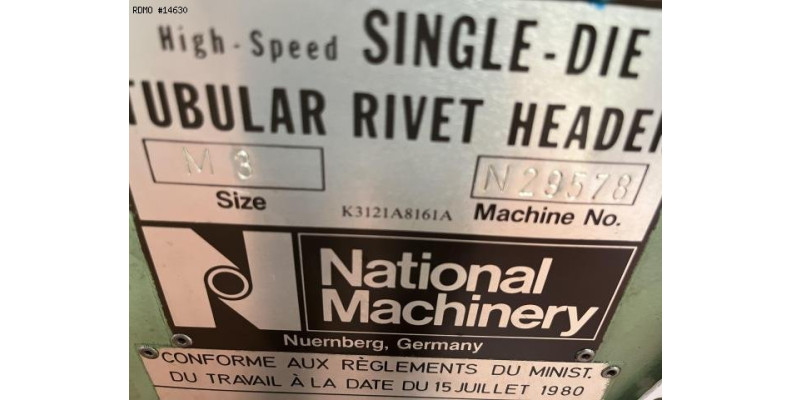 RDMO #14630
High-Speed SINGLE-DIE
TUBULAR RIVET HEADER
M 3
N 29578
Size
K3121A8161A
Machine No.
National
Machinery
Nuernberg, Germany
CONFORME AUX RÈGLEMENTS DU MINIST.
DU TRAVAIL À LA DATE DU 15 JUILLET 1980